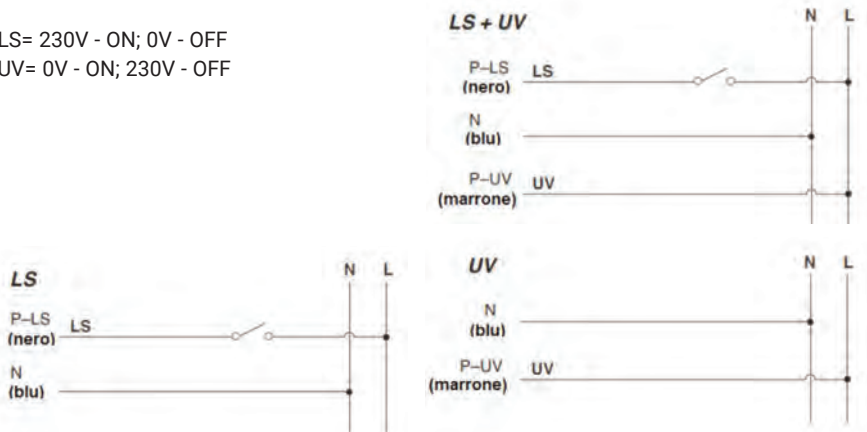 LS= 230V - ON; 0V - OFF
UV= 0V - ON; 230V - OFF
LS + UV
N L
P–LS LS
(nero)
N
(blu)
P–UV UV
(marrone)
LS
N L
P–LS LS
(nero)
N
(blu)
UV
N L
N
(blu)
P–UV UV
(marrone)